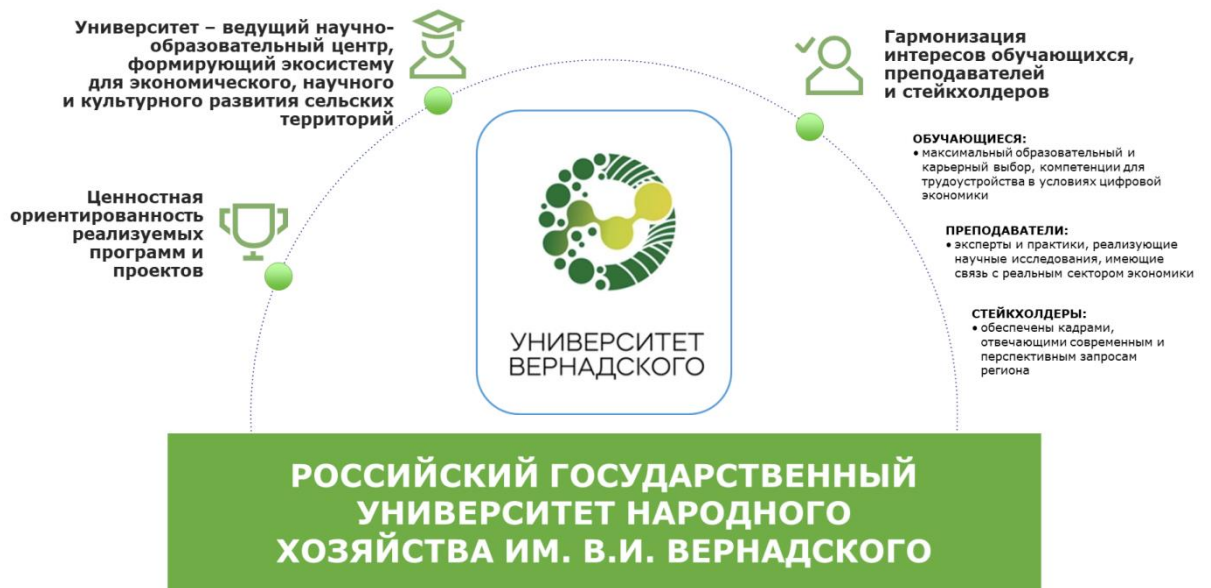 Университет – ведущий научно-
образовательный центр,
формирующий экосистему
для экономического, научного
и культурного развития сельских
территорий
Ценностная
ориентированность
реализуемых
программ и
проектов
Гармонизация
интересов обучающихся,
преподавателей
и стейкхолдеров
ОБУЧАЮЩИЕСЯ:
• максимальный образовательный и
карьерный выбор, компетенции для
трудоустройства в условиях цифровой
экономики
ПРЕПОДАВАТЕЛИ:
• эксперты и практики, реализующие
научные исследования, имеющие
связь с реальным сектором экономики
СТЕЙКХОЛДЕРЫ:
• обеспечены кадрами,
отвечающими современным и
перспективным запросам
региона
УНИВЕРСИТЕТ
ВЕРНАДСКОГО
РОССИЙСКИЙ ГОСУДАРСТВЕННЫЙ
УНИВЕРСИТЕТ НАРОДНОГО
ХОЗЯЙСТВА ИМ. В.И. ВЕРНАДСКОГО